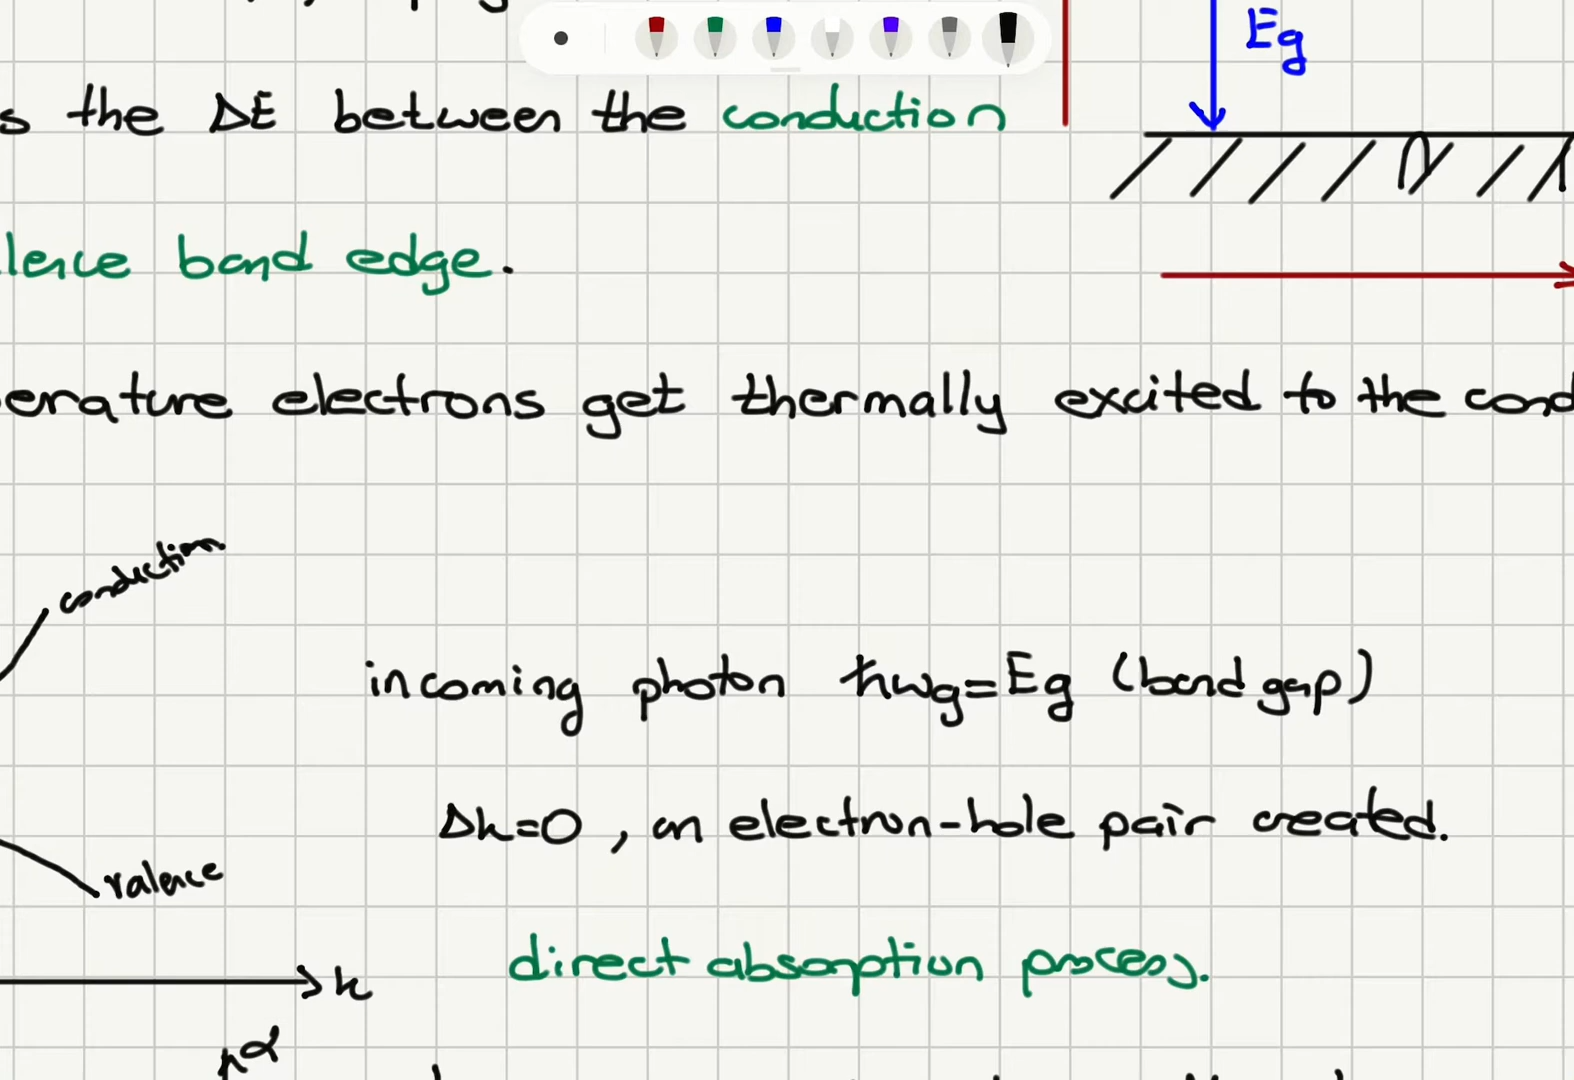 Eg
s the ΔE between the conduction
lence band edge.
erature electrons get thermally excited to the cond
conduction
incoming photon ħωg=Eg (band gap)
Δk=0, an electron-hole pair created.
valence
direct absorption process.
k